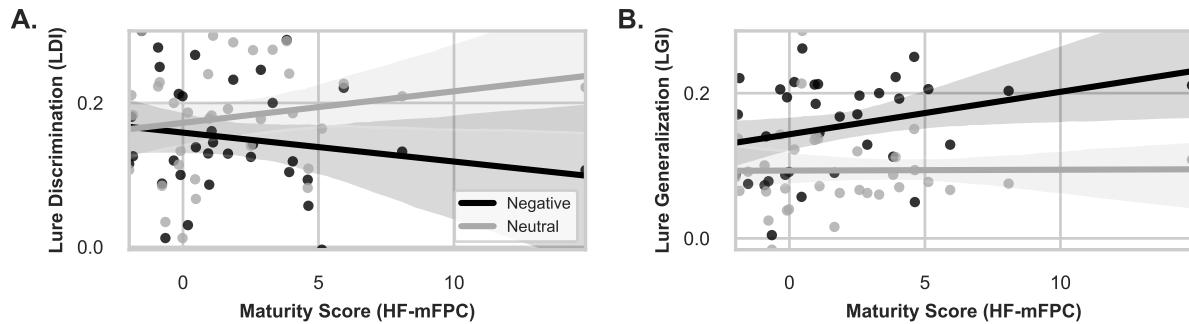 A.
Lure Discrimination (LDI)
0.2
0.0
Negative
Neutral
0
5
10
Maturity Score (HF-mFPC)
B.
Lure Generalization (LGI)
0.2
0.0
0
5
10
Maturity Score (HF-mFPC)